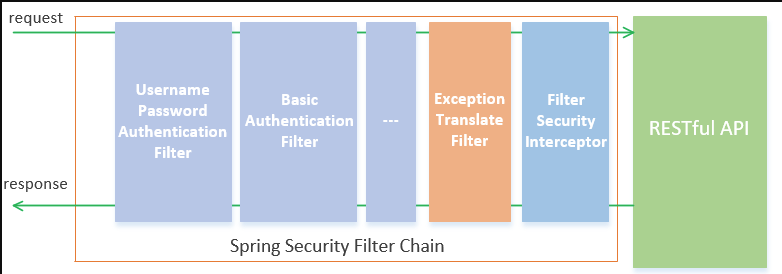 request
Username
Password
Authentication
Filter
Basic
Authentication
Filter
---
Exception
Translate
Filter
Filter
Security
Interceptor
RESTful API
response
Spring Security Filter Chain